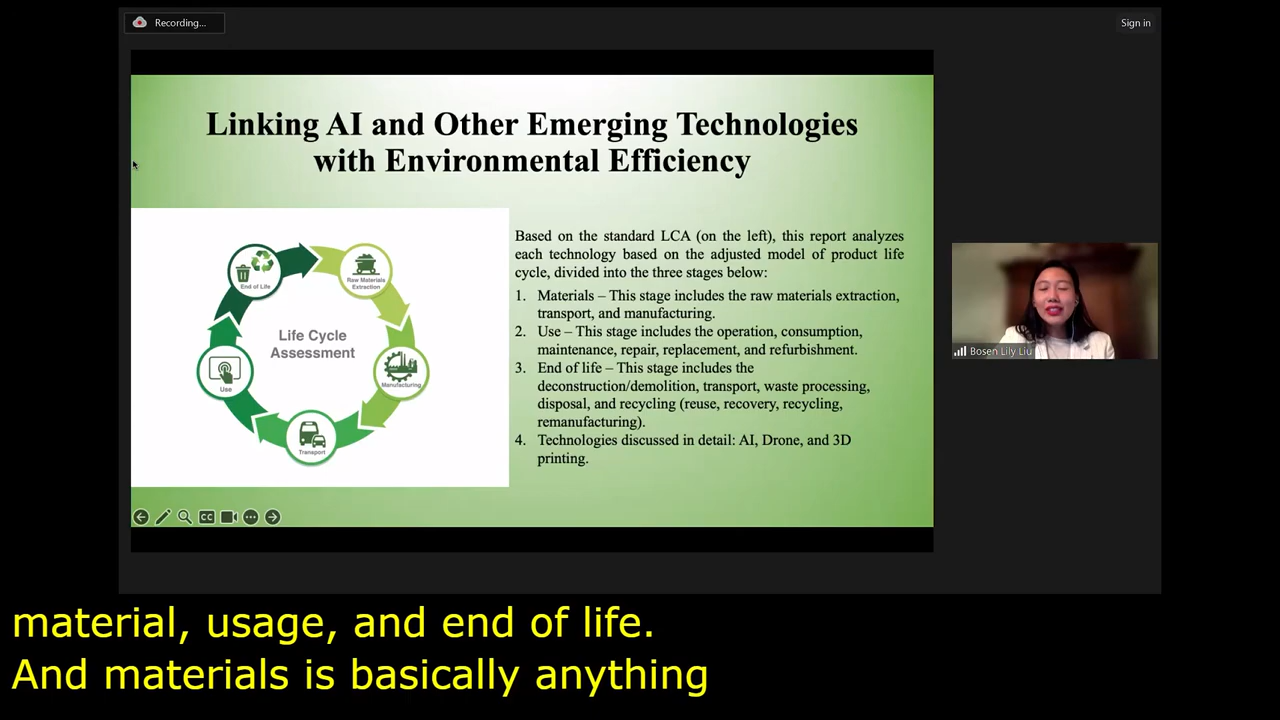 Recording...
Sign in
Linking AI and Other Emerging Technologies
with Environmental Efficiency
End of Life
Raw Materials
Extraction
Life Cycle
Assessment
Use
Manufacturing
Transport
Based on the standard LCA (on the left), this report analyzes
each technology based on the adjusted model of product life
cycle, divided into the three stages below:
1. Materials – This stage includes the raw materials extraction,
transport, and manufacturing.
2. Use – This stage includes the operation, consumption,
maintenance, repair, replacement, and refurbishment.
3. End of life – This stage includes the
deconstruction/demolition, transport, waste processing,
disposal, and recycling (reuse, recovery, recycling,
remanufacturing).
4. Technologies discussed in detail: AI, Drone, and 3D
printing.
Bosen Lily Liu
CC
material, usage, and end of life.
And materials is basically anything